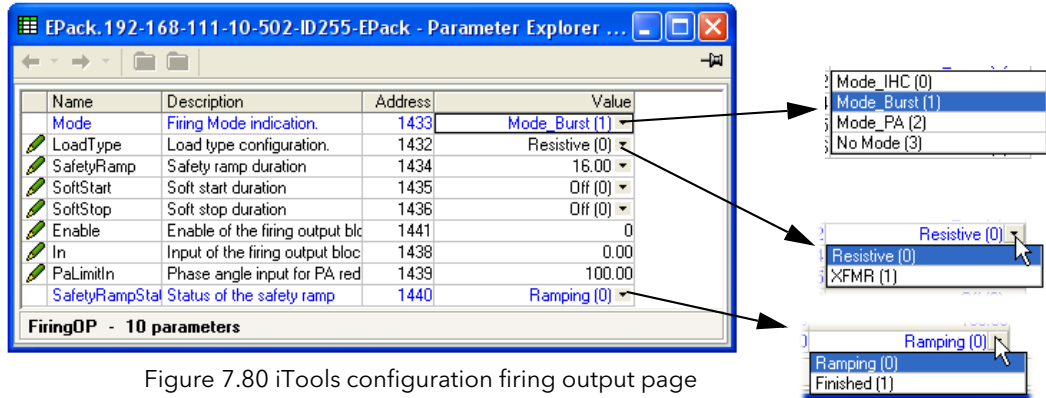 EPack.192-168-111-10-502-ID255-EPack - Parameter Explorer ...
Name Description Address Value
Mode Firing Mode indication. 1433 Mode_Burst (1)
LoadType Load type configuration. 1432 Resistive (0)
SafetyRamp Safety ramp duration 1434 16.00
SoftStart Soft start duration 1435 Off (0)
SoftStop Soft stop duration 1436 Off (0)
Enable Enable of the firing output blo 1441 0
In Input of the firing output bloc 1438 0.00
PaLimitIn Phase angle input for PA red 1439 100.00
SafetyRampStat Status of the safety ramp 1440 Ramping (0)
FiringOP - 10 parameters
Mode_IHC (0)
Mode_Burst (1)
Mode_PA (2)
No Mode (3)
Resistive (0)
Resistive (0)
XFMR (1)
Ramping (0)
Ramping (0)
Finished (1)
Figure 7.80 iTools configuration firing output page